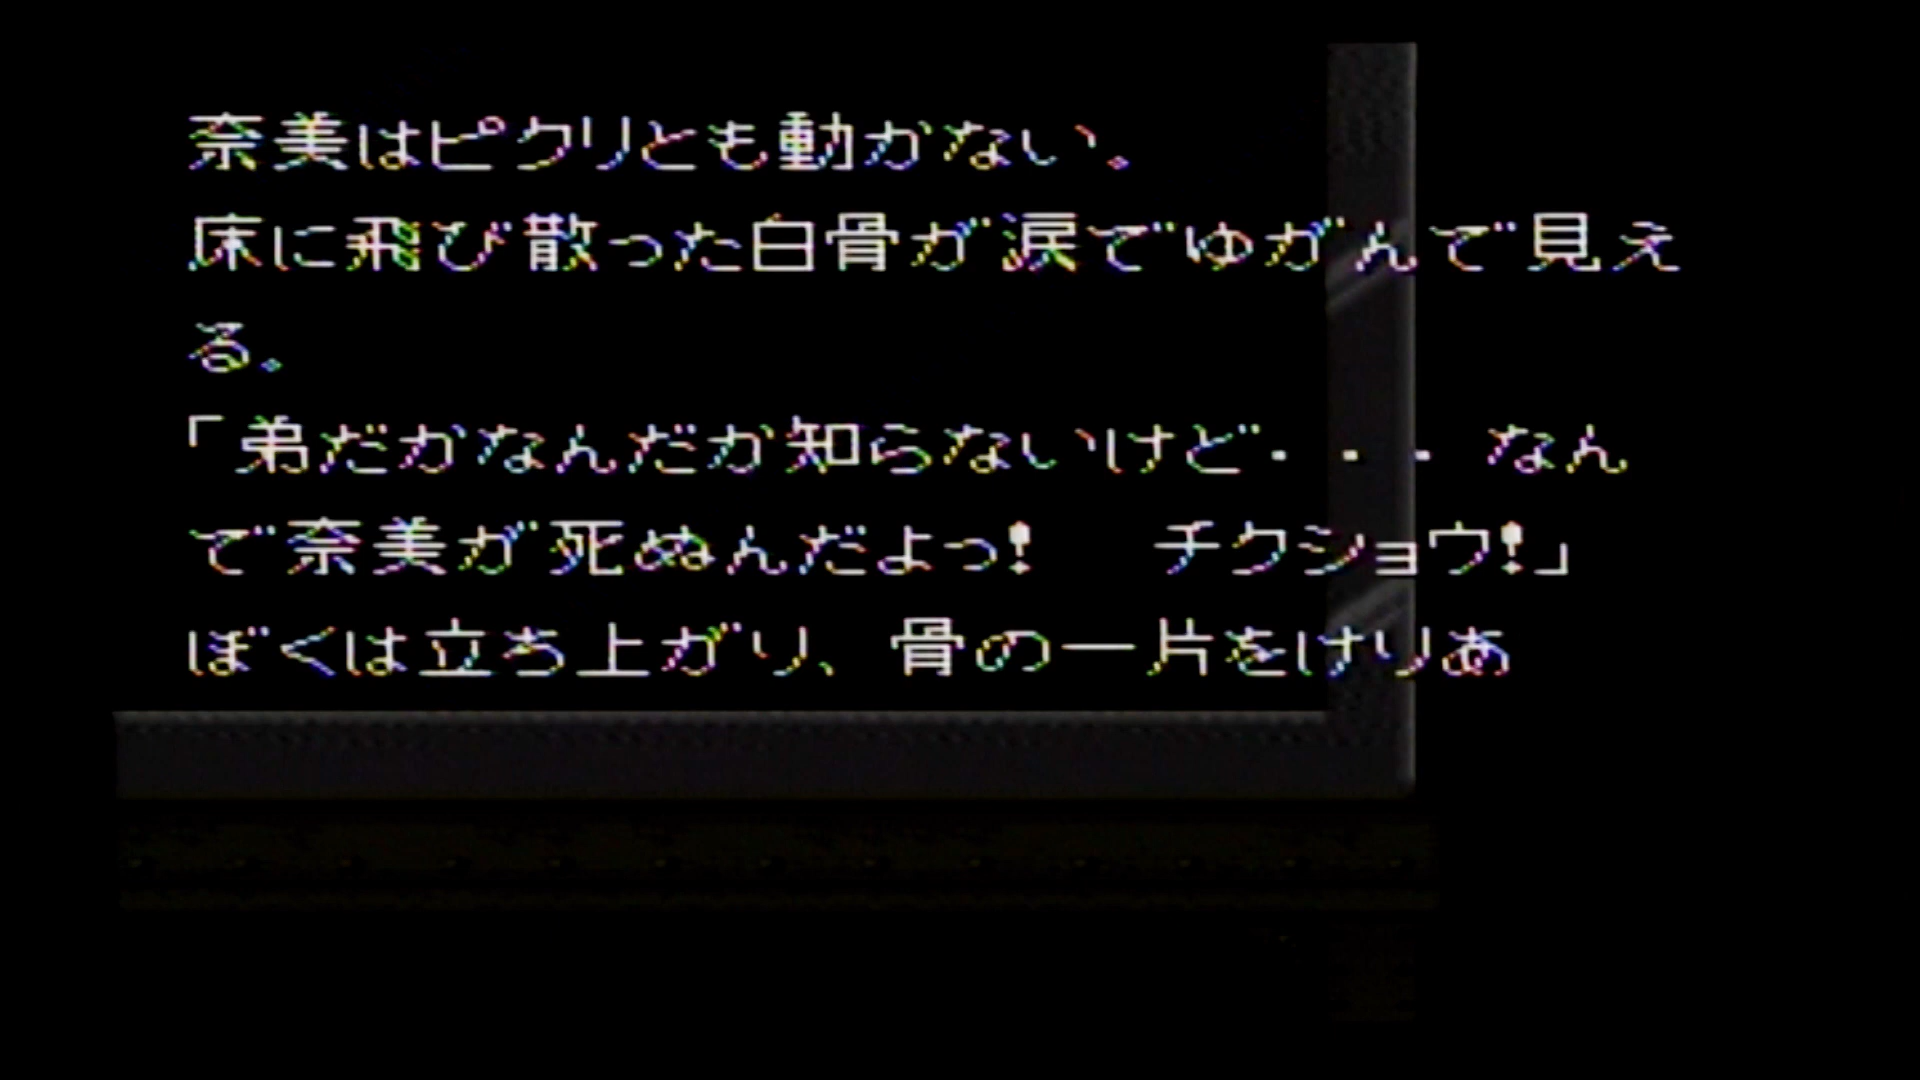 奈美はピクリとも動かない。
床に飛び散った白骨が涙でゆがんで見え
る。
「弟だかなんだか知らないけど・・・ なん
で奈美が死ぬんだよっ!　チクショウ!」
ぼくは立ち上がり、骨の一片をけりあ